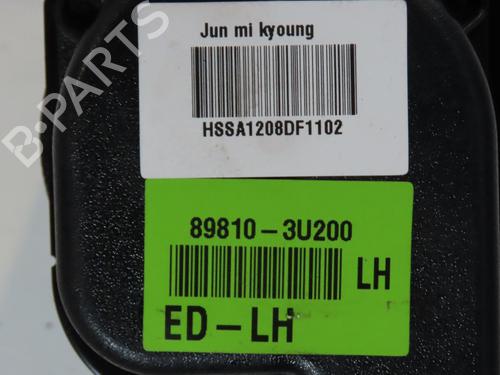 Jun mi kyoung
HSSA1208DF1102
89810-3U200
LH
ED-LH
B-PARTS